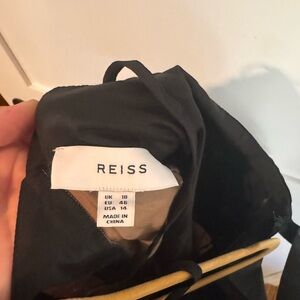 REISS
UK 18
EU 46
USA 14
MADE IN
CHINA